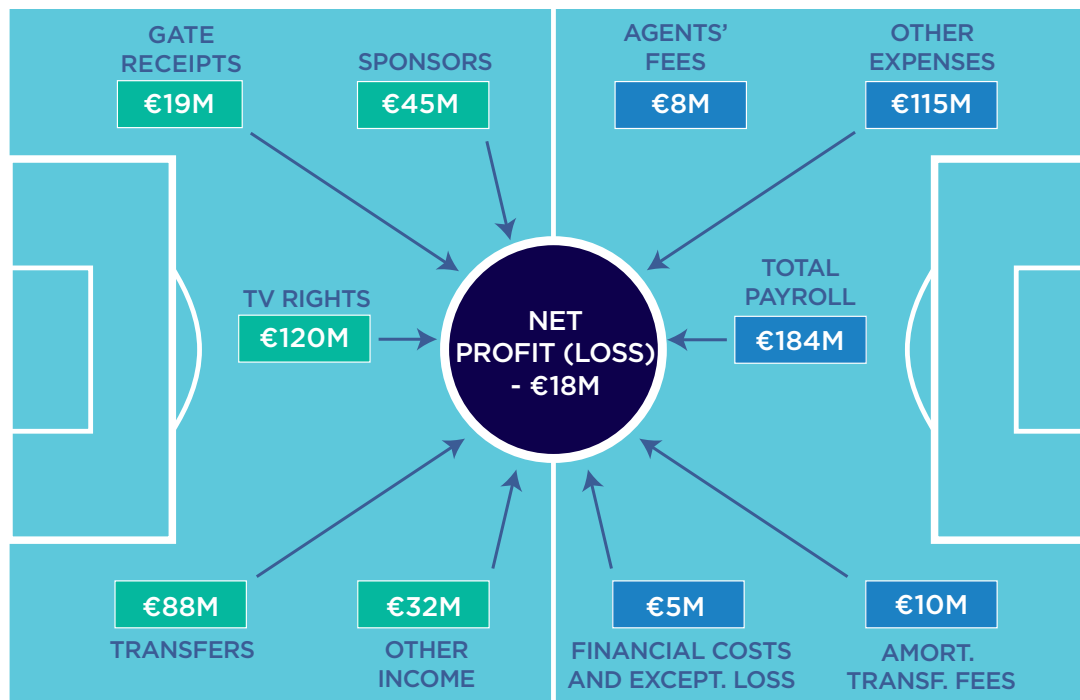 GATE
RECEIPTS
€19M
SPONSORS
€45M
AGENTS’
FEES
€8M
OTHER
EXPENSES
€115M
TV RIGHTS
€120M
NET
PROFIT (LOSS)
- €18M
TOTAL
PAYROLL
€184M
€88M
TRANSFERS
€32M
OTHER
INCOME
€5M
FINANCIAL COSTS
AND EXCEPT. LOSS
€10M
AMORT.
TRANSF. FEES